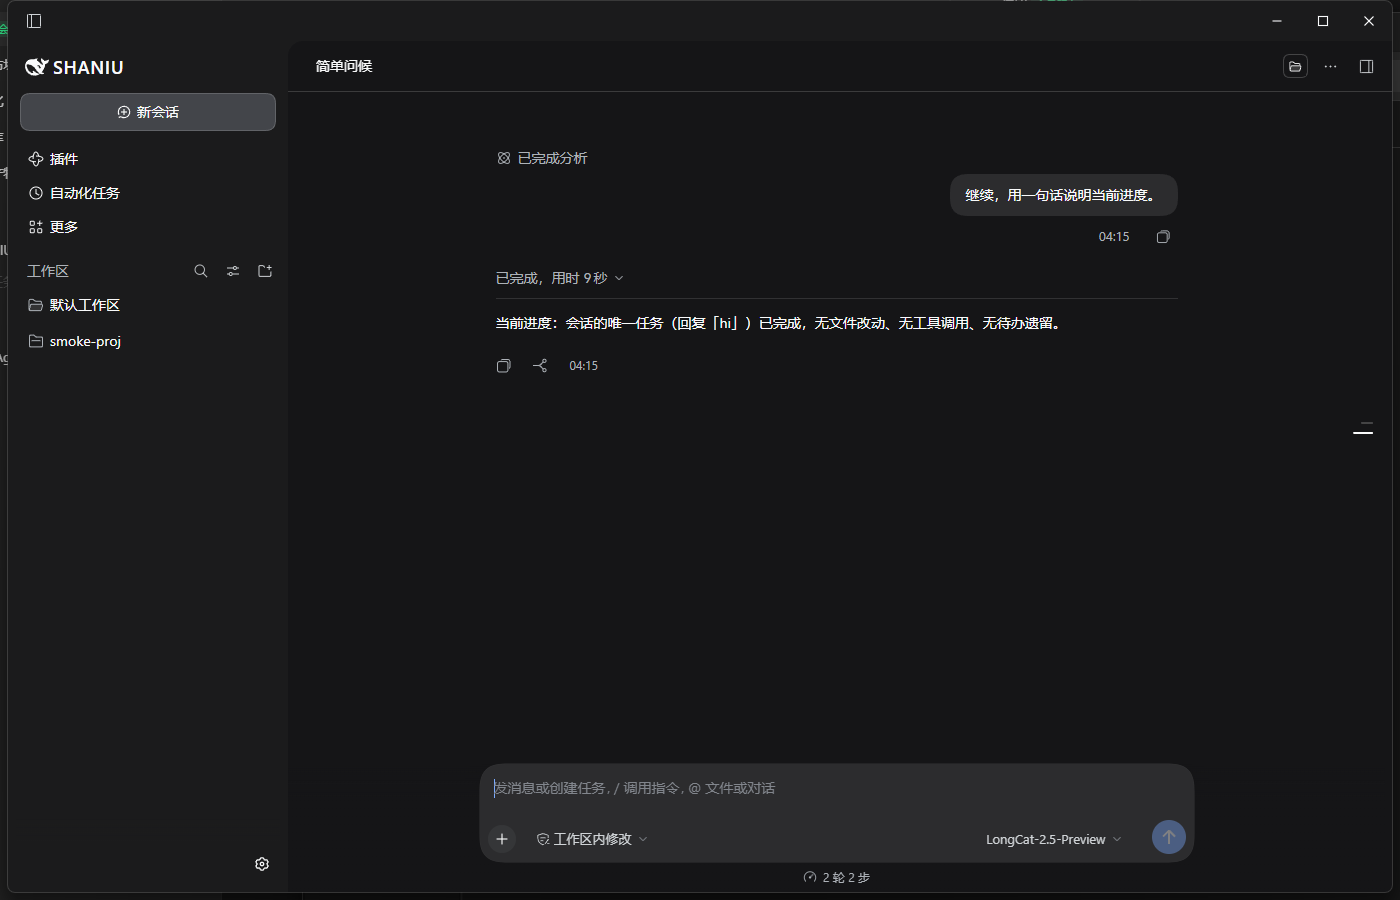 SHANIU
新会话
插件
自动化任务
更多
工作区
默认工作区
smoke-proj
简单问候
已完成分析
继续，用一句话说明当前进度。
04:15
已完成，用时 9 秒
当前进度：会话的唯一任务（回复「hi」）已完成，无文件改动、无工具调用、无待办遗留。
04:15
发消息或创建任务, / 调用指令, @ 文件或对话
工作区内修改
LongCat-2.5-Preview
2 轮 2 步